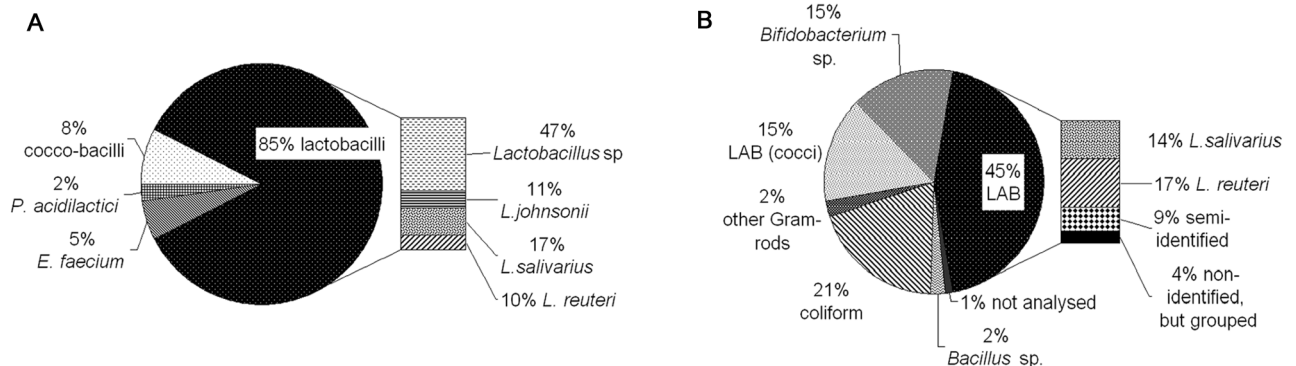 A
8%
cocco-bacilli
2%
P. acidilactici
5%
E. faecium
85% lactobacilli
47%
Lactobacillus sp
11%
L.johnsonii
17%
L.salivarius
10% L. reuteri
B
15%
Bifidobacterium
sp.
15%
LAB (cocci)
2%
other Gram-
rods
21%
coliform
2%
Bacillus sp.
1% not analysed
45%
LAB
14% L.salivarius
17% L. reuteri
9% semi-
identified
4% non-
identified,
but grouped